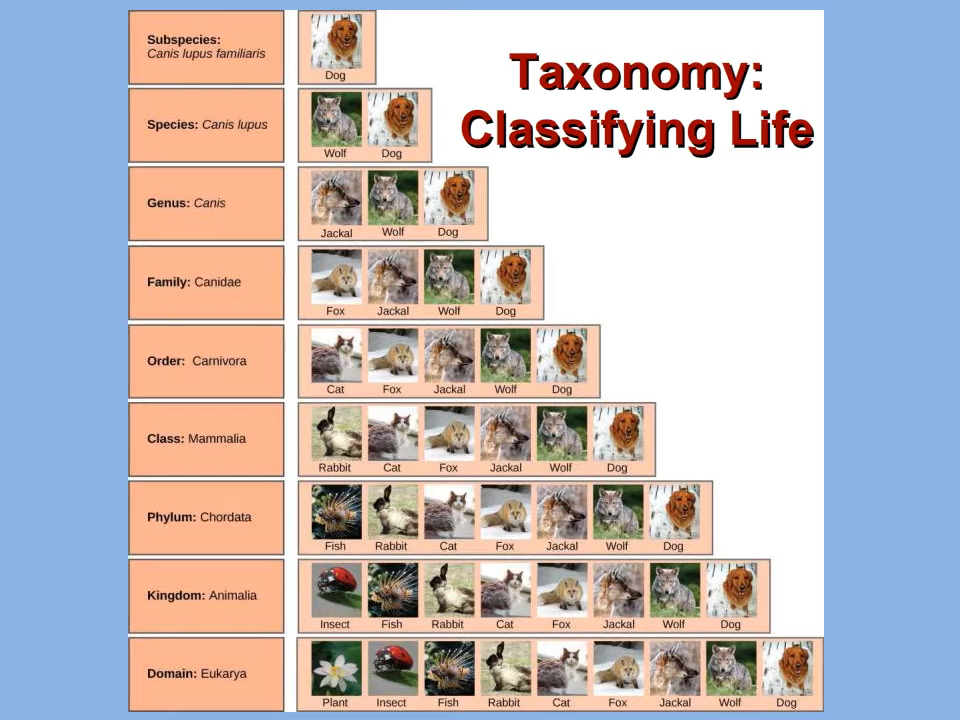 Taxonomy:
Classifying Life
Subspecies:
Canis lupus familiaris
Dog
Species: Canis lupus
Wolf Dog
Genus: Canis
Jackal Wolf Dog
Family: Canidae
Fox Jackal Wolf Dog
Order: Carnivora
Cat Fox Jackal Wolf Dog
Class: Mammalia
Rabbit Cat Fox Jackal Wolf Dog
Phylum: Chordata
Fish Rabbit Cat Fox Jackal Wolf Dog
Kingdom: Animalia
Insect Fish Rabbit Cat Fox Jackal Wolf Dog
Domain: Eukarya
Plant Insect Fish Rabbit Cat Fox Jackal Wolf Dog